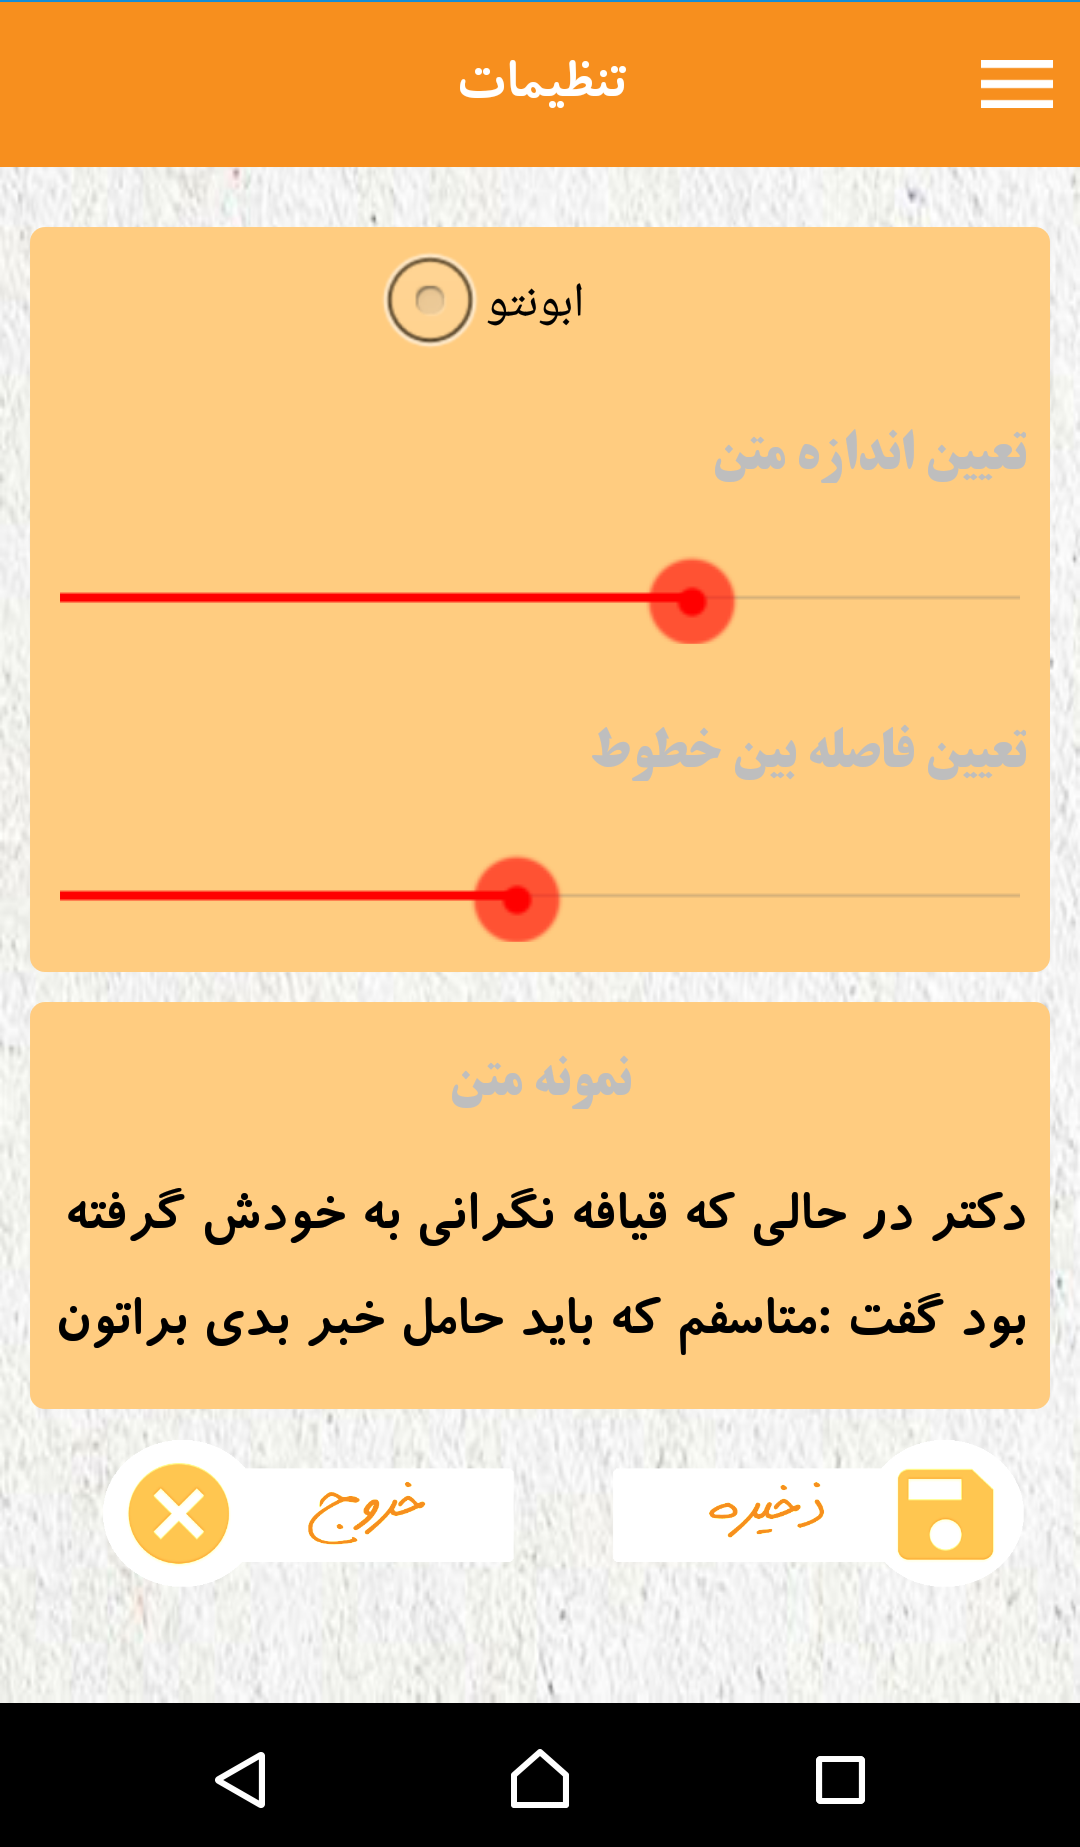 تنظیمات
ابونتو
تعیین اندازه متن
تعیین فاصله بین خطوط
نمونه متن
دکتر در حالی که قیافه نگرانی به خودش گرفته
بود گفت :متاسفم که باید حامل خبر بدی براتون
ذخیره
خروج